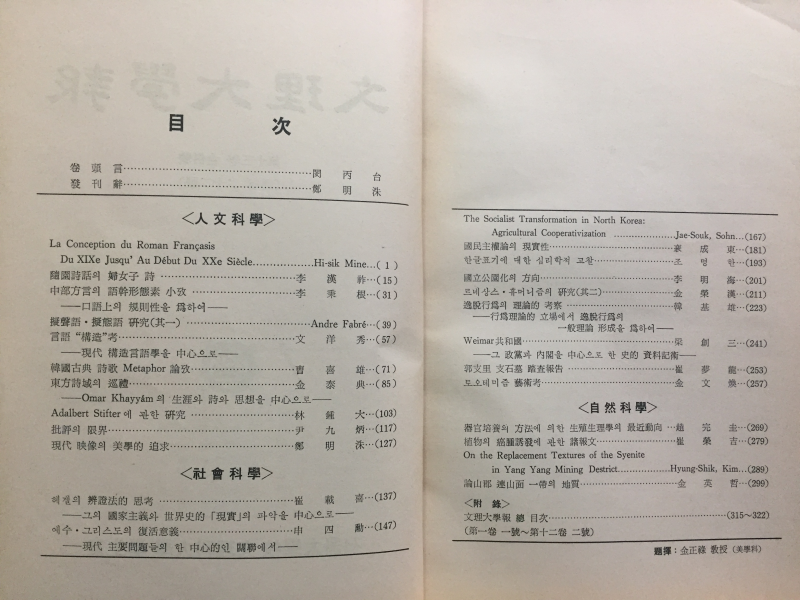 目 次
卷頭言 閔丙台
發刊辭 鄭明洙
<人文科學>
La Conception du Roman Françasis
Du XIXe Jusqu' Au Début Du XXe Siècle Hi-sik Mine (1)
隨園詩話의 婦女子 詩 李漢祚 (15)
中部方言의 語幹形態素 小攷 李秉根 (31)
——口語上의 規則性을 爲하여——
擬聲語·擬態語 研究(其一) Andre Fabré (39)
言語 "構造"考 文洋秀 (57)
——現代 構造言語學을 中心으로——
韓國古典 詩歌 Metaphor 論攷 喜雄 (71)
東方詩城의 巡禮 金泰典 (85)
——Omar Khayyám의 生涯와 詩와 思想을 中心으로——
Adalbert Stifter에 관한 研究 林鍾大 (103)
批評의 限界 尹九炳 (117)
現代 映像의 美學的 追求 鄭明洙 (127)
<社會科學>
헤겔의 辨證法的 思考 崔載喜 (137)
——그의 國家主義와 世界史的「現實」의 파악을 中心으로——
예수·그리스도의 復活意義 申四勳 (147)
——現代 主要問題들의 한 中心的인 關聯에서——
The Socialist Transformation in North Korea:
Agricultural Cooperativization Jae-Souk, Sohn (167)
國民主權論의 現實性 裵成東 (181)
한글표기에 대한 심리학적 고찰 조명한 (193)
國立公園化의 方向 李明海 (201)
르네상스·휴머니즘의 研究(其二) 金榮漢 (211)
逸脫行爲의 理論的 考察 韓基雄 (223)
——行爲理論的 立場에서 逸脫行爲의
一般理論 形成을 爲하여——
Weimar共和國 梁創三 (241)
——그 政黨과 內閣을 中心으로 한 史的 資料記術——
郭支里 支石墓 踏査報告 崔夢龍 (253)
도오데미즘 藝術考 金文煥 (257)
<自然科學>
器官培養의 方法에 의한 生殖生理學의 最近動向 趙完圭 (269)
植物의 癌腫誘發에 관한 諸報文 崔榮吉 (279)
On the Replacement Textures of the Syenite
in Yang Yang Mining Destrict Hyung-Shik, Kim (289)
論山郡 連山面 一帶의 地質 金英哲 (299)
<附錄>
文理大學報 總 目次 (315～322)
(第一卷 一號～第十二卷 二號)
題擇: 金正祿 敎授 (美學科)